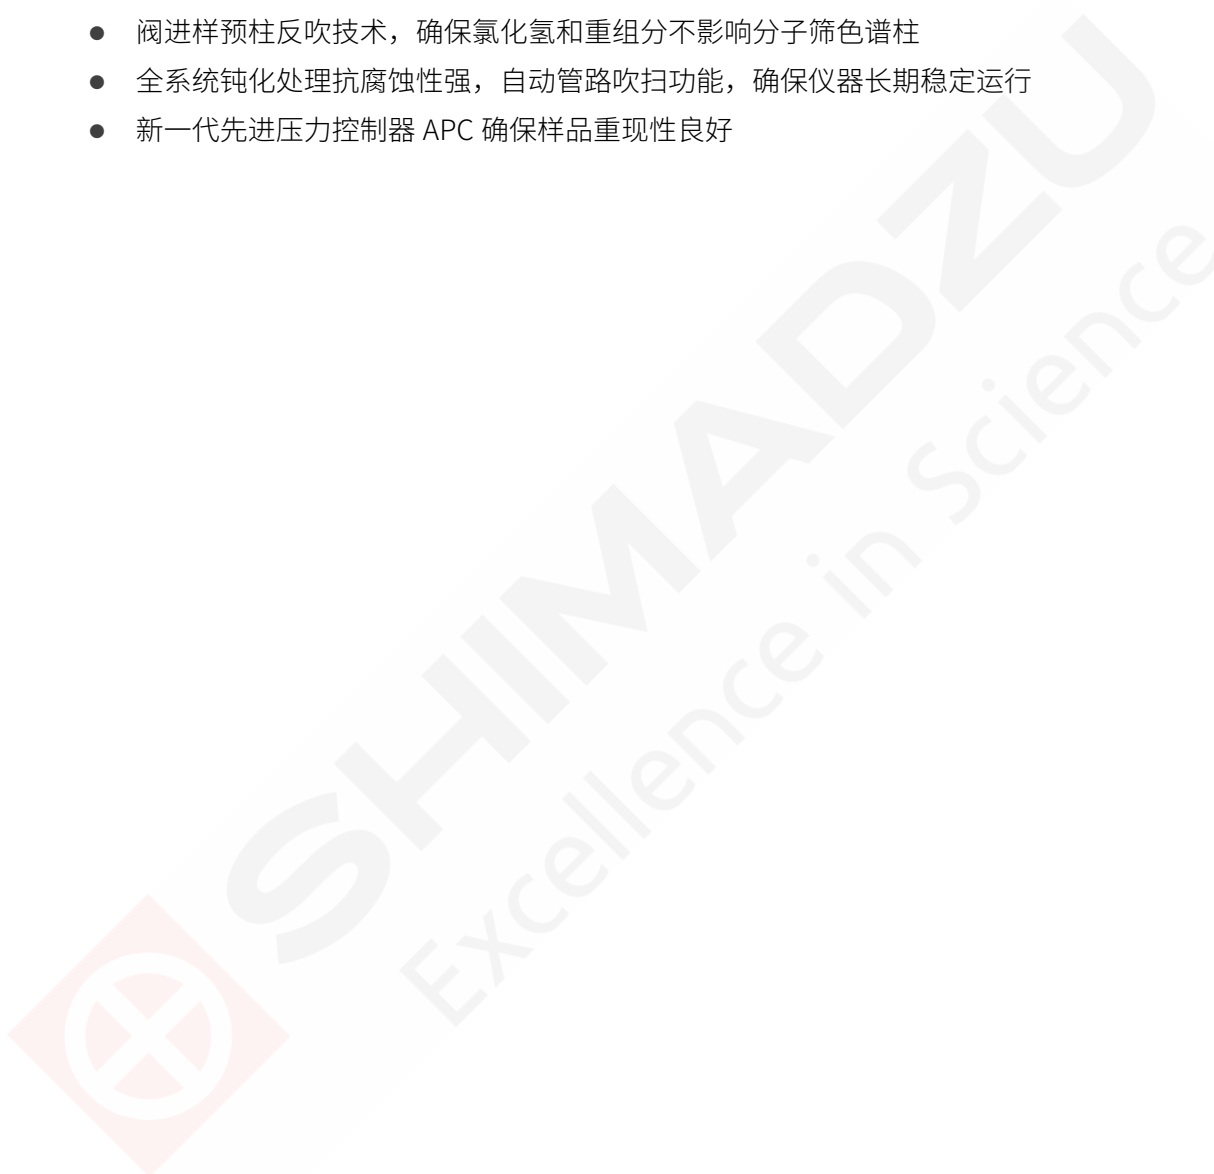 ● 阀进样预柱反吹技术，确保氯化氢和重组分不影响分子筛色谱柱
● 全系统钝化处理抗腐蚀性强，自动管路吹扫功能，确保仪器长期稳定运行
● 新一代先进压力控制器 APC 确保样品重现性良好
SHIMADZU
Excellence in Science